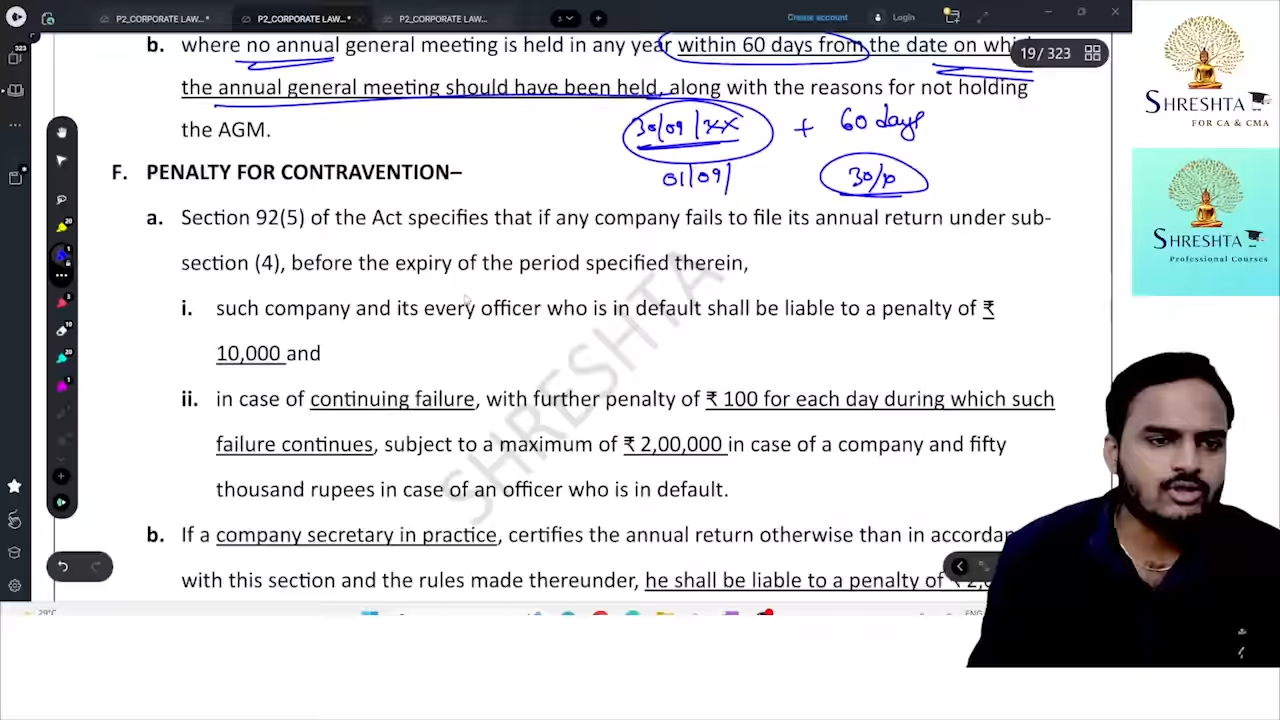 P2_CORPORATE LAW...*
P2_CORPORATE LAW...*
P2_CORPORATE LAW...
3
Create account
Login
323
19 / 323
b. where no annual general meeting is held in any year within 60 days from the date on which
the annual general meeting should have been held, along with the reasons for not holding
the AGM.
30/09/XX + 60 days
01/09/
F. PENALTY FOR CONTRAVENTION–
a. Section 92(5) of the Act specifies that if any company fails to file its annual return under sub-
section (4), before the expiry of the period specified therein,
i. such company and its every officer who is in default shall be liable to a penalty of ₹
10,000 and
ii. in case of continuing failure, with further penalty of ₹ 100 for each day during which such
failure continues, subject to a maximum of ₹ 2,00,000 in case of a company and fifty
thousand rupees in case of an officer who is in default.
b. If a company secretary in practice, certifies the annual return otherwise than in
with this section and the rules made thereunder, he shall be liable to a penalty of ₹
SHRESHTA
SHRESHTA
FOR CA & CMA
SHRESHTA
Professional Courses
29°C
ENG